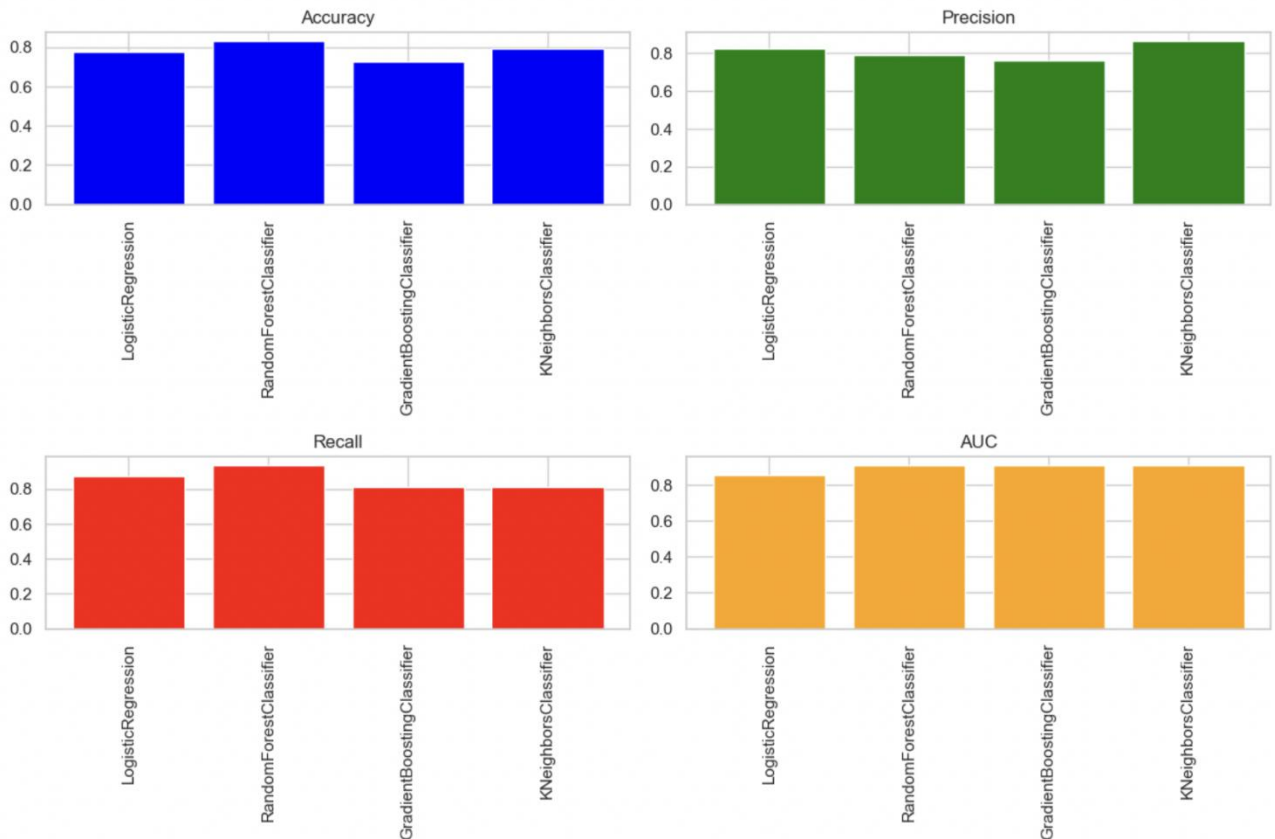 Accuracy
0.8
0.6
0.4
0.2
0.0
LogisticRegression
RandomForestClassifier
GradientBoostingClassifier
KNeighborsClassifier
Precision
0.8
0.6
0.4
0.2
0.0
LogisticRegression
RandomForestClassifier
GradientBoostingClassifier
KNeighborsClassifier
Recall
0.8
0.6
0.4
0.2
0.0
LogisticRegression
RandomForestClassifier
GradientBoostingClassifier
KNeighborsClassifier
AUC
0.8
0.6
0.4
0.2
0.0
LogisticRegression
RandomForestClassifier
GradientBoostingClassifier
KNeighborsClassifier